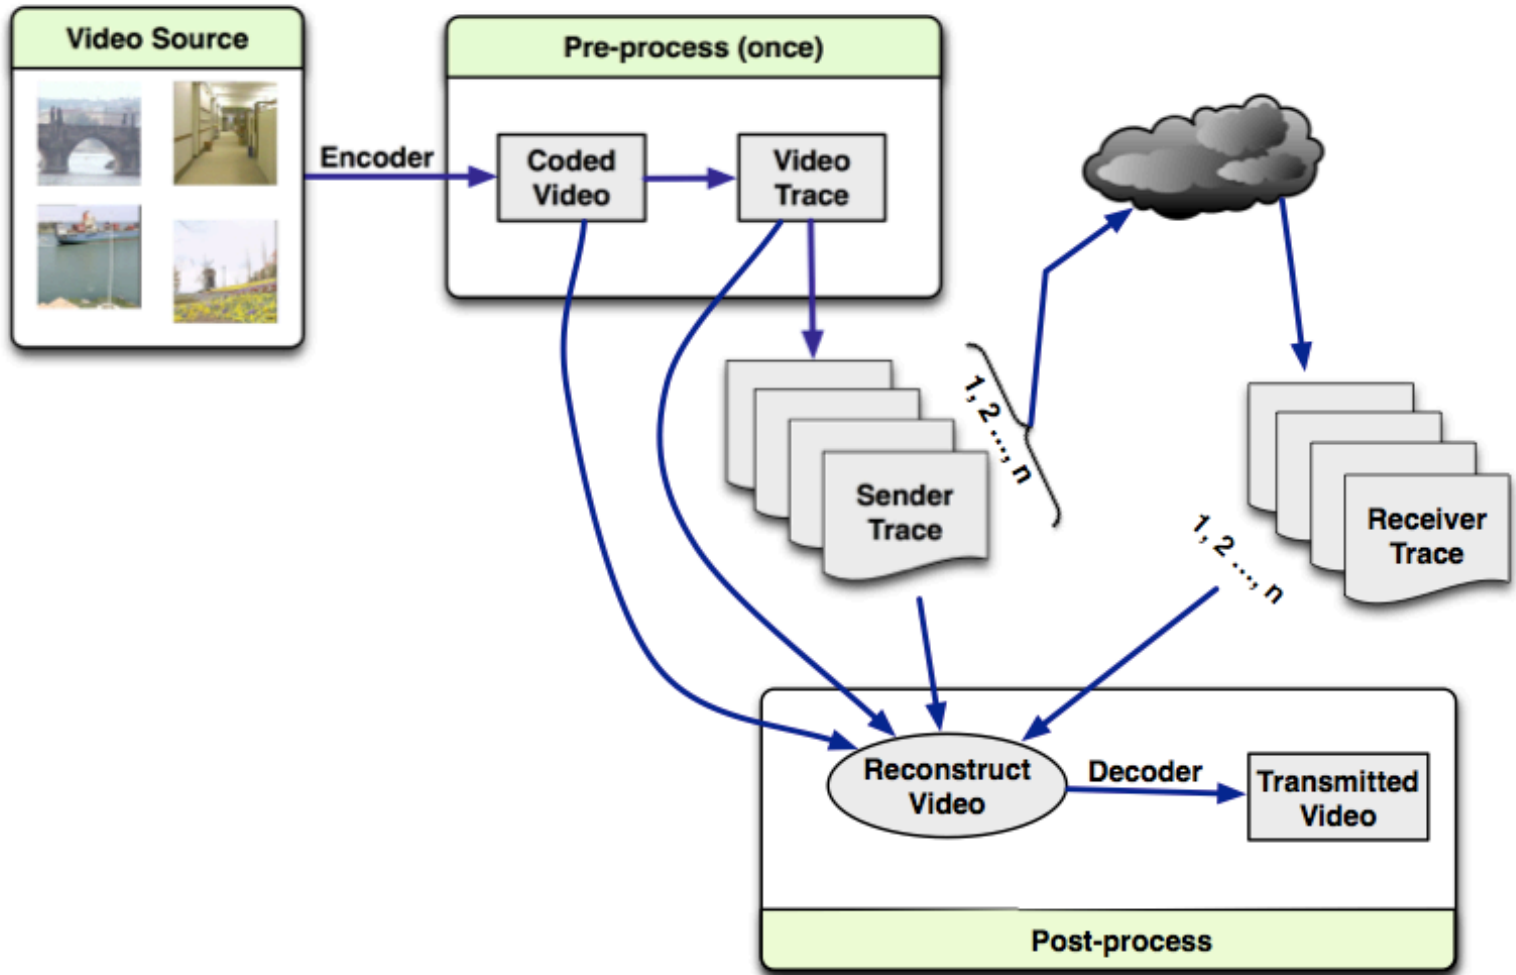 Video Source
Pre-process (once)
Encoder
Coded
Video
Video
Trace
1, 2 ..., n
Sender
Trace
Receiver
Trace
1, 2 ..., n
Reconstruct
Video
Decoder
Transmitted
Video
Post-process